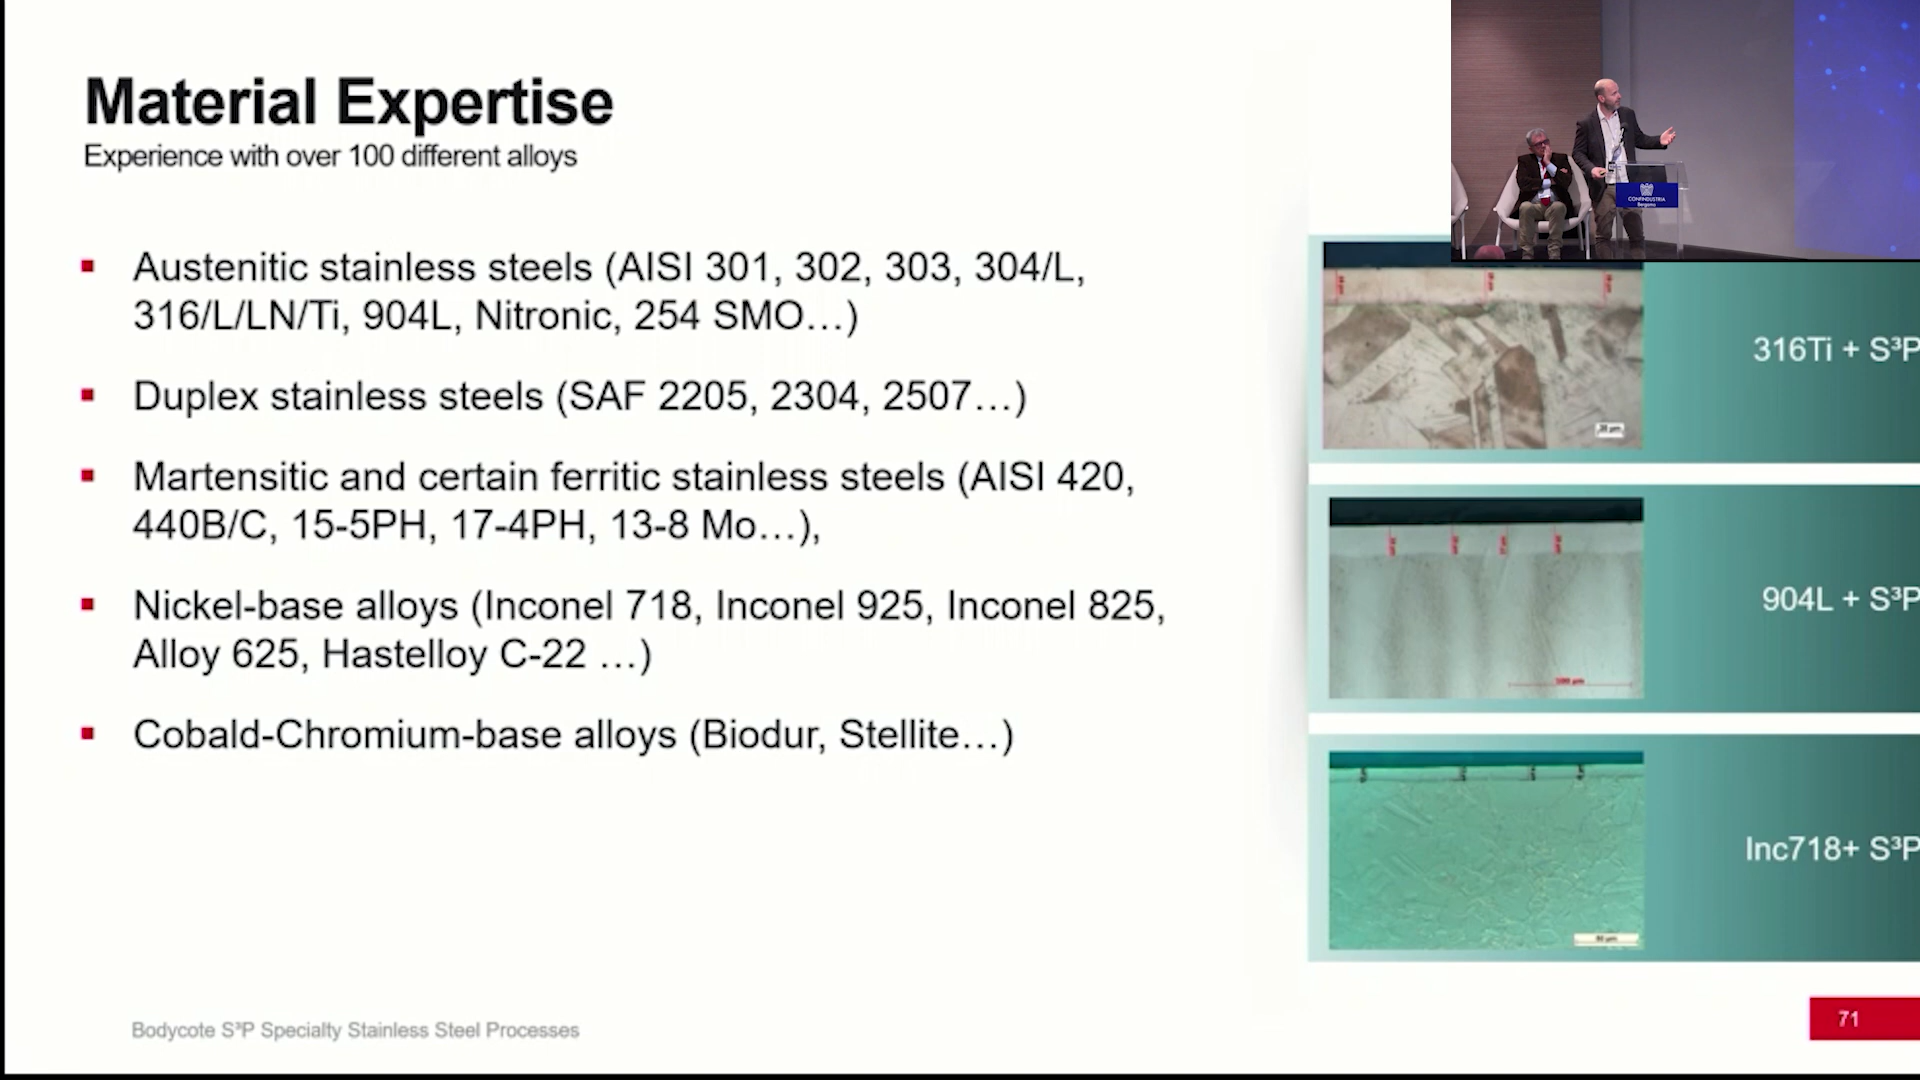 Material Expertise
Experience with over 100 different alloys
Austenitic stainless steels (AISI 301, 302, 303, 304/L,
316/L/LN/Ti, 904L, Nitronic, 254 SMO…)
Duplex stainless steels (SAF 2205, 2304, 2507…)
Martensitic and certain ferritic stainless steels (AISI 420,
440B/C, 15-5PH, 17-4PH, 13-8 Mo…),
Nickel-base alloys (Inconel 718, Inconel 925, Inconel 825,
Alloy 625, Hastelloy C-22 …)
Cobald-Chromium-base alloys (Biodur, Stellite…)
CONFINDUSTRIA
Bergamo
316Ti + S³P
904L + S³P
Inc718+ S³P
Bodycote S³P Specialty Stainless Steel Processes
71